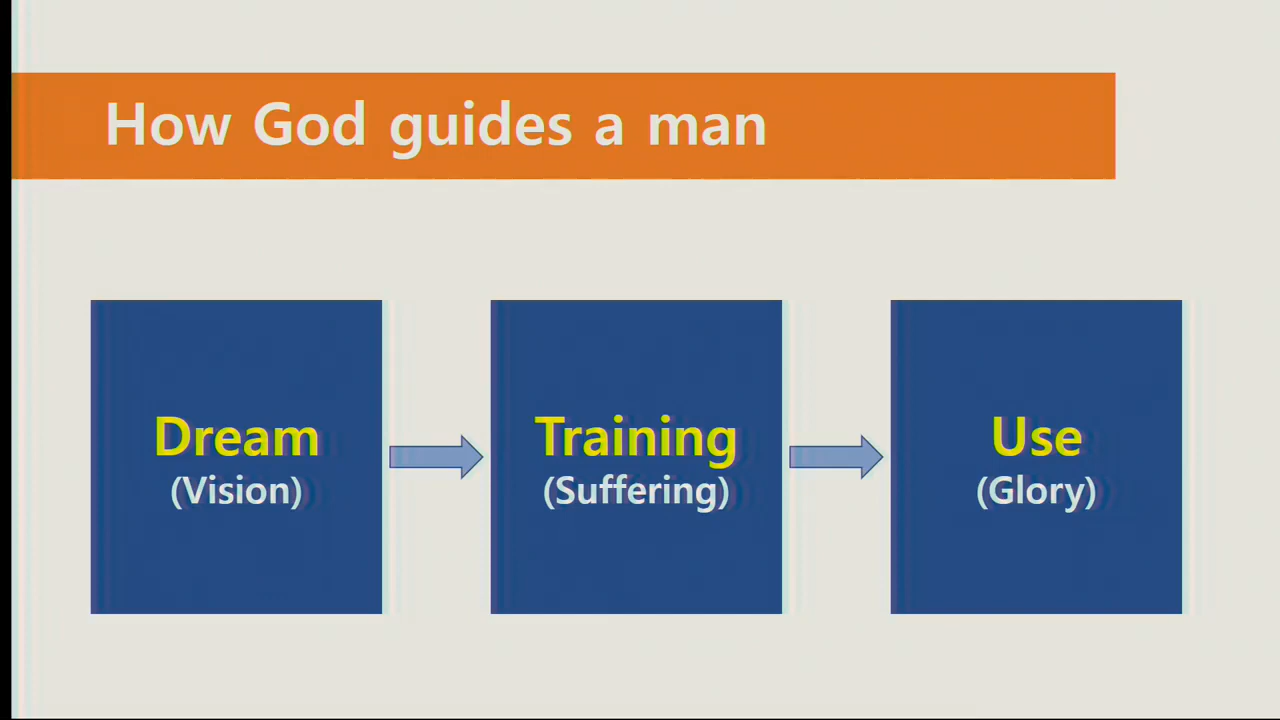 How God guides a man
Dream
(Vision)
Training
(Suffering)
Use
(Glory)